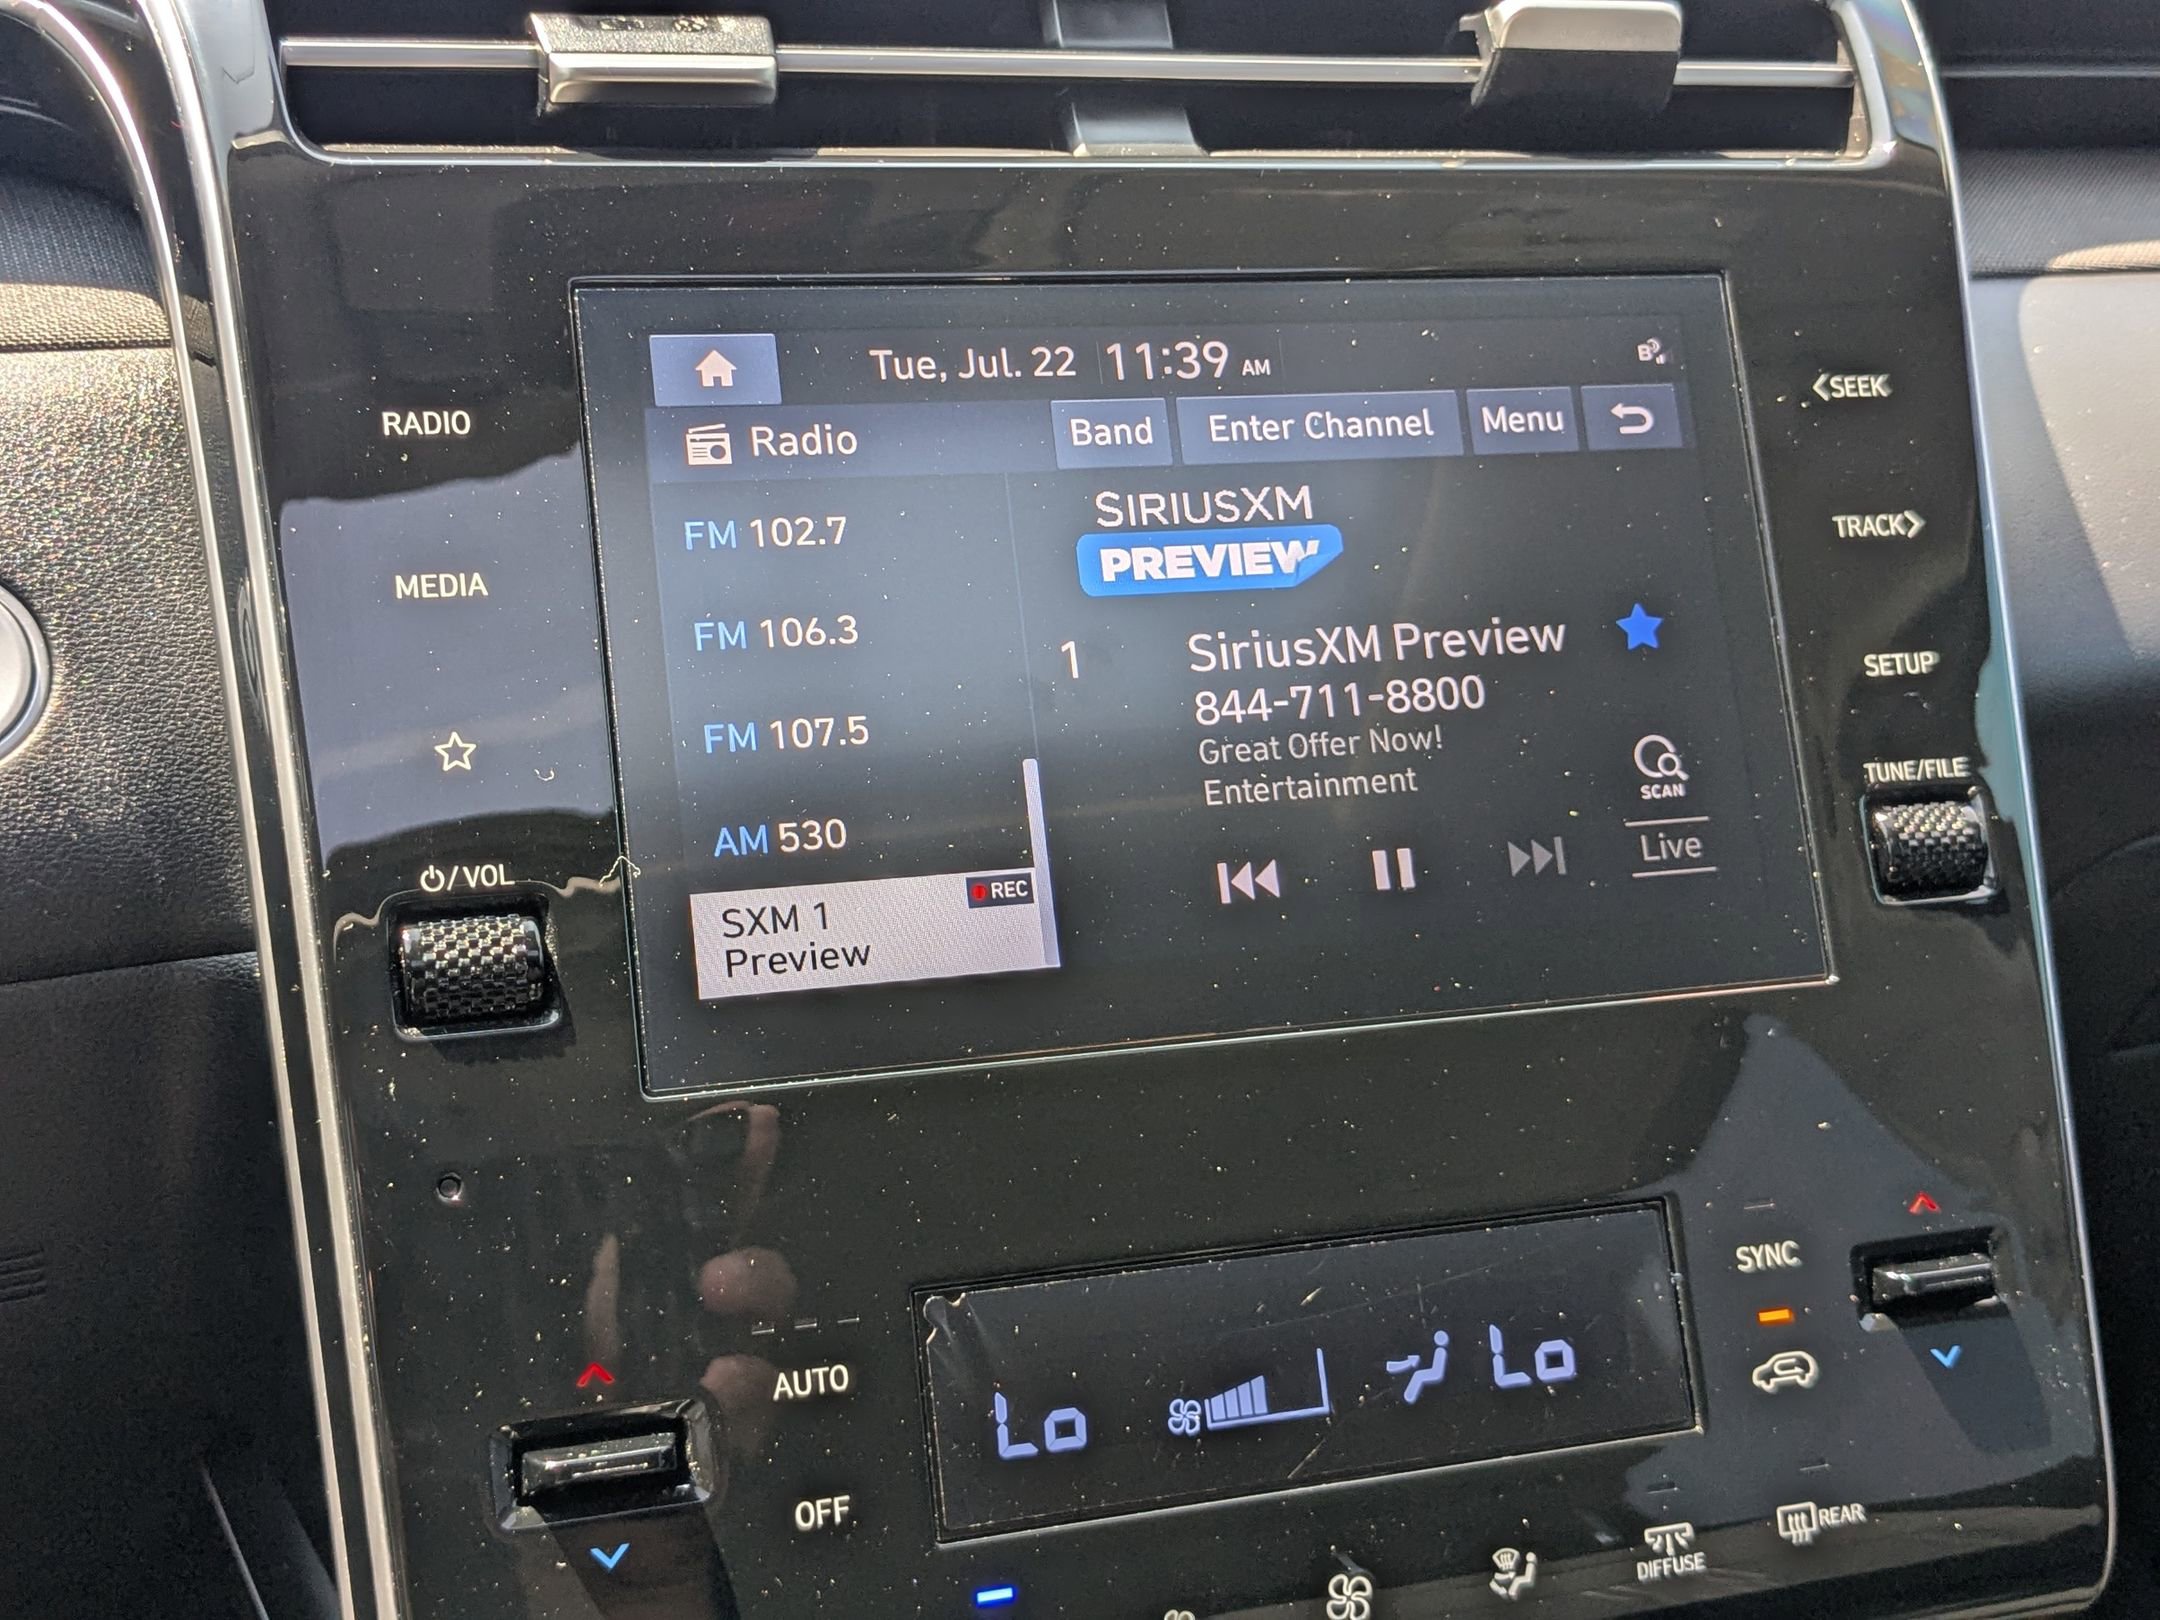 Tue, Jul. 22 11:39 AM
B
RADIO
Radio
Band
Enter Channel
Menu
<SEEK
FM 102.7
SIRIUSXM
PREVIEW
TRACK>
MEDIA
FM 106.3
1
SiriusXM Preview
844-711-8800
Great Offer Now!
Entertainment
SETUP
FM 107.5
SCAN
TUNE/FILE
AM 530
Live
/VOL
REC
SXM 1
Preview
SYNC
AUTO
Lo
Lo
OFF
DIFFUSE
REAR